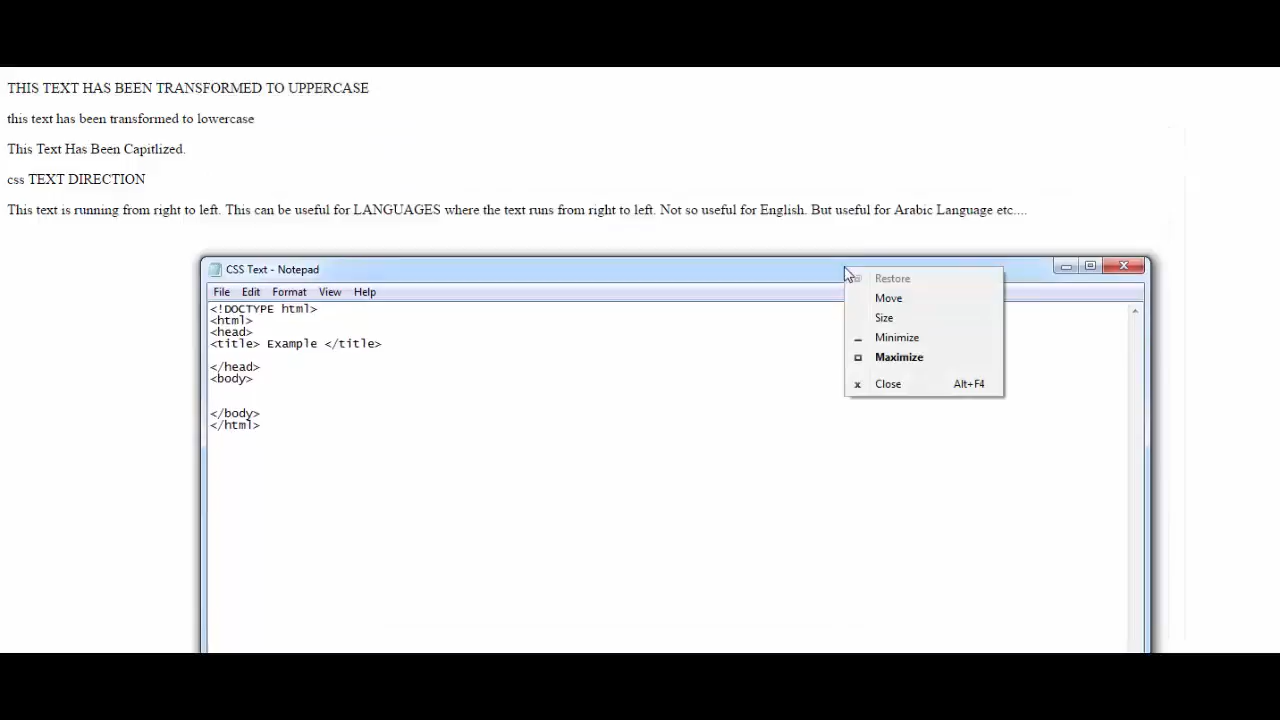 THIS TEXT HAS BEEN TRANSFORMED TO UPPERCASE
this text has been transformed to lowercase
This Text Has Been Capitlized.
css TEXT DIRECTION
This text is running from right to left. This can be useful for LANGUAGES where the text runs from right to left. Not so useful for English. But useful for Arabic Language etc....
CSS Text - Notepad
File Edit Format View Help
<!DOCTYPE html>
<html>
<head>
<title> Example </title>
</head>
<body>
</body>
</html>
Restore
Move
Size
Minimize
Maximize
Close Alt+F4